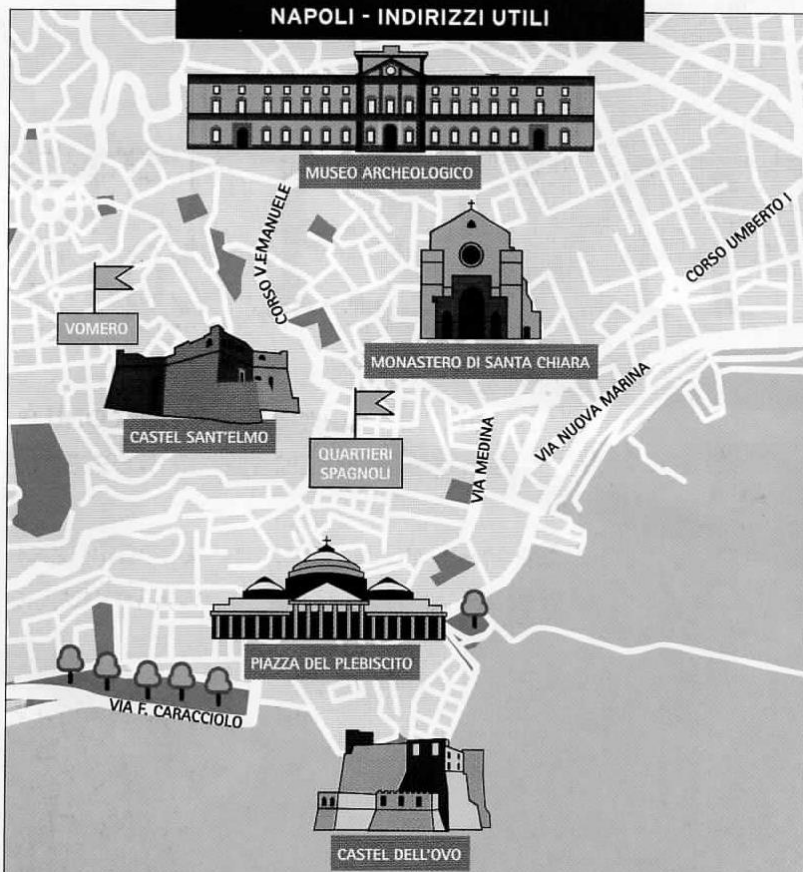 NAPOLI - INDIRIZZI UTILI
MUSEO ARCHEOLOGICO
CORSO V.EMANUELE
CORSO UMBERTO I
VOMERO
MONASTERO DI SANTA CHIARA
CASTEL SANT'ELMO
QUARTIERI
SPAGNOLI
VIA MEDINA
VIA NUOVA MARINA
PIAZZA DEL PLEBISCITO
VIA F. CARACCIOLO
CASTEL DELL'OVO